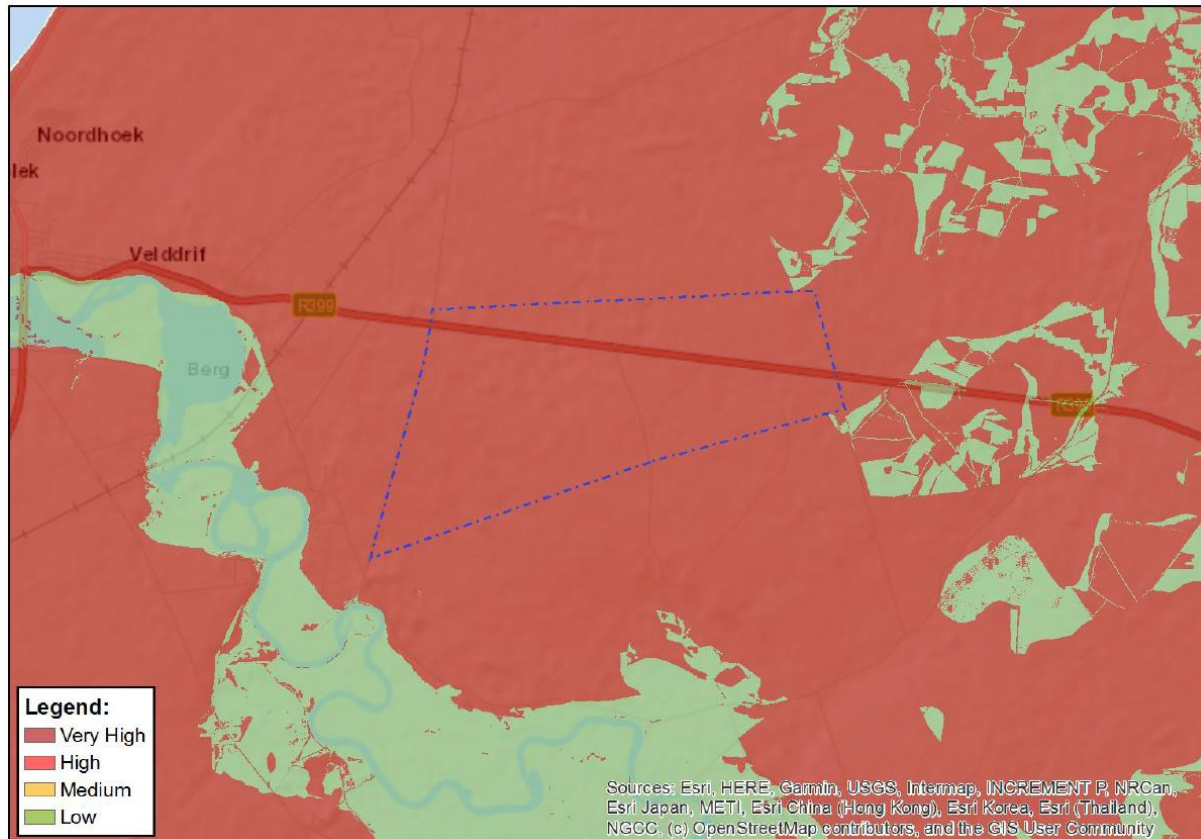 Noordhoek
lek
Velddrif
R399
Berg
Legend:
Very High
High
Medium
Low
Sources: Esri, HERE, Garmin, USGS, Intermap, INCREMENT P, NRCan,
Esri Japan, METI, Esri China (Hong Kong), Esri Korea, Esri (Thailand),
NGCC, (c) OpenStreetMap contributors, and the GIS User Community